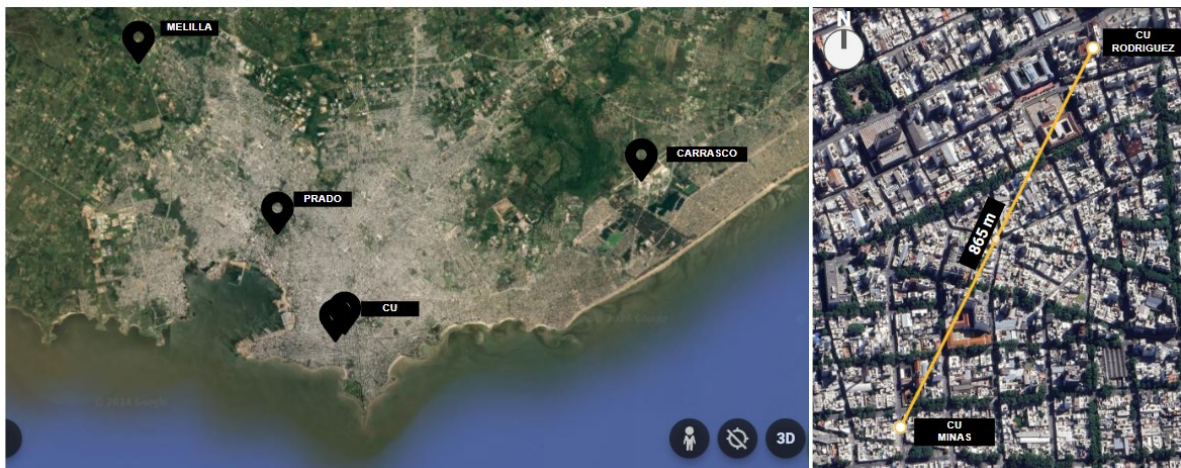 MELILLA
CARRASCO
PRADO
CU
3D
N
CU
RODRIGUEZ
865 m
CU
MINAS